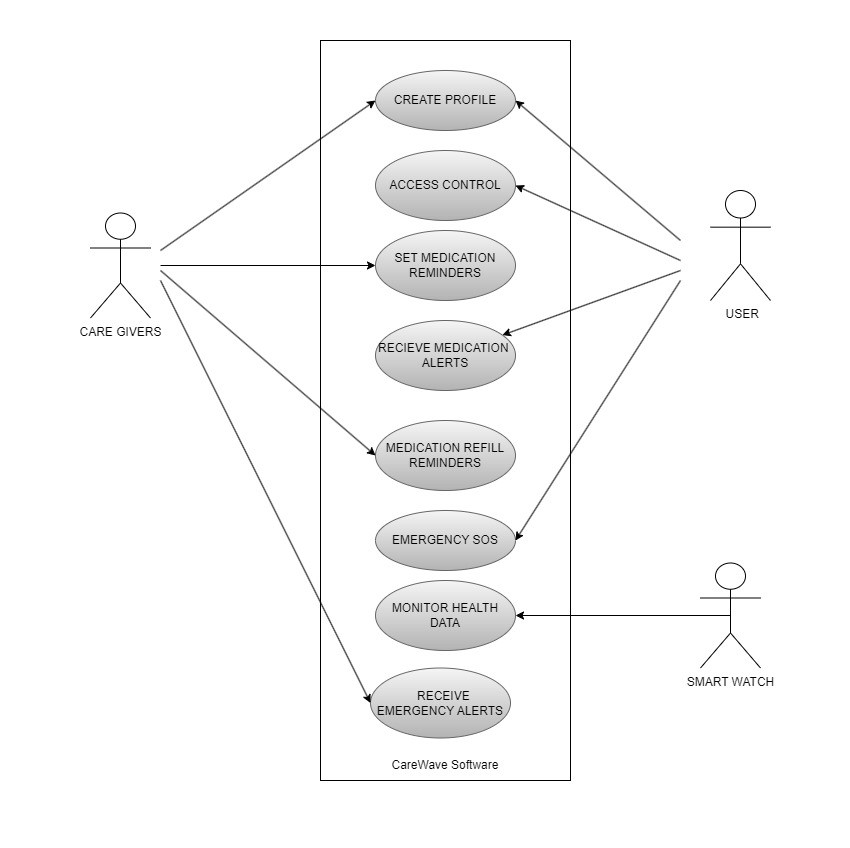 CREATE PROFILE
ACCESS CONTROL
SET MEDICATION
REMINDERS
CARE GIVERS
USER
RECIEVE MEDICATION
ALERTS
MEDICATION REFILL
REMINDERS
EMERGENCY SOS
MONITOR HEALTH
DATA
SMART WATCH
RECEIVE
EMERGENCY ALERTS
CareWave Software